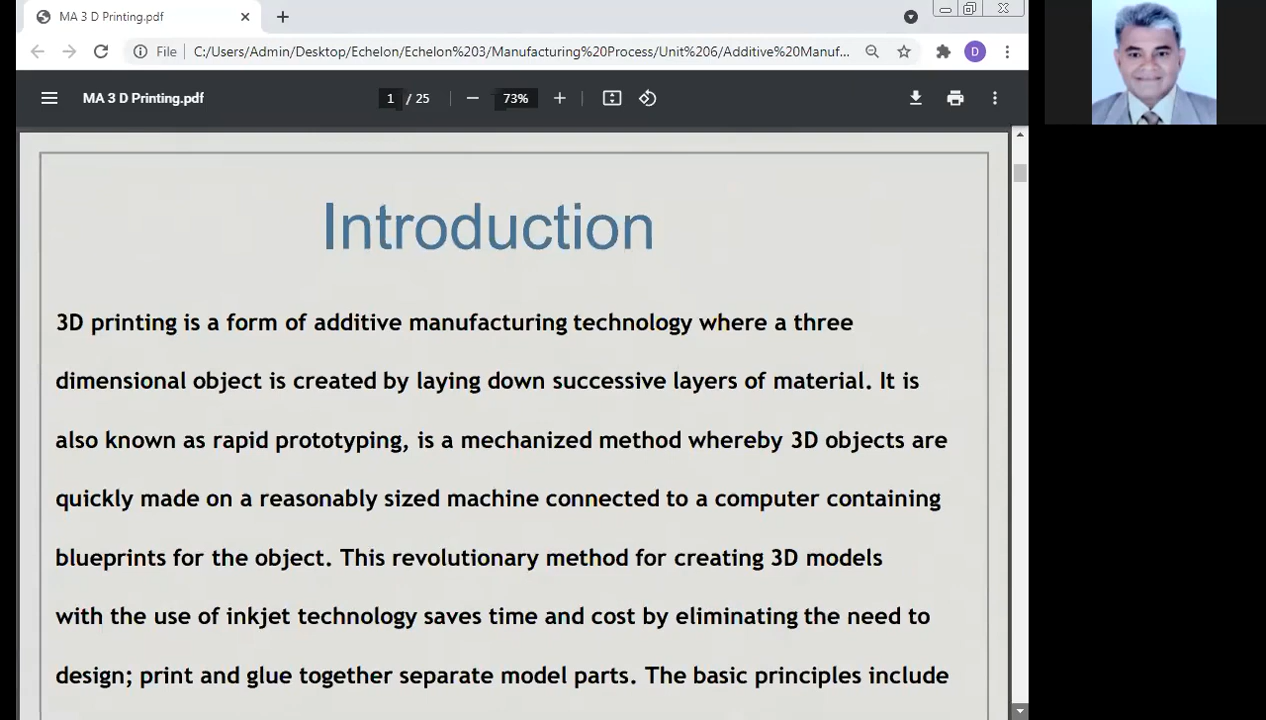 MA 3 D Printing.pdf
File C:/Users/Admin/Desktop/Echelon/Echelon%203/Manufacturing%20Process/Unit%206/Additive%20Manuf...
D
MA 3 D Printing.pdf
1 / 25
73%
Introduction
3D printing is a form of additive manufacturing technology where a three
dimensional object is created by laying down successive layers of material. It is
also known as rapid prototyping, is a mechanized method whereby 3D objects are
quickly made on a reasonably sized machine connected to a computer containing
blueprints for the object. This revolutionary method for creating 3D models
with the use of inkjet technology saves time and cost by eliminating the need to
design; print and glue together separate model parts. The basic principles include